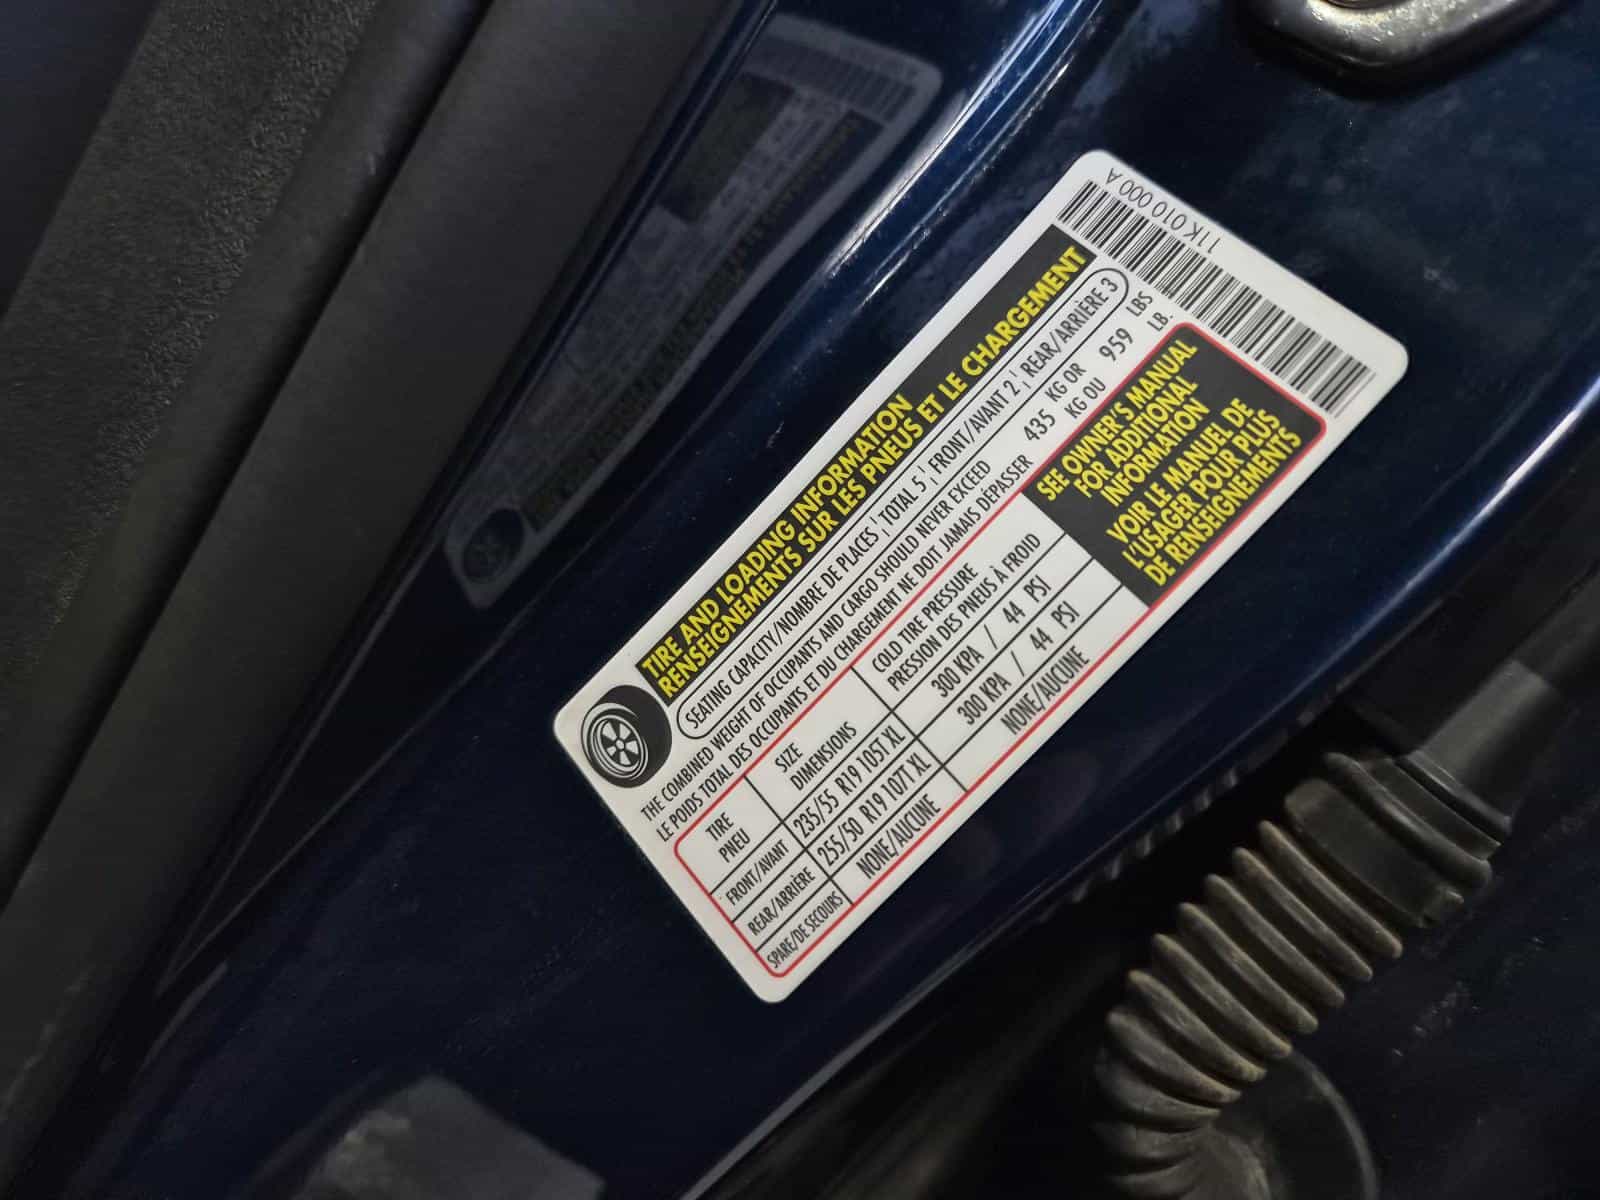 11K 010 000 A
TIRE AND LOADING INFORMATION
RENSEIGNEMENTS SUR LES PNEUS ET LE CHARGEMENT
SEATING CAPACITY/NOMBRE DE PLACES TOTAL 5 FRONT/AVANT 2 REAR/ARRIÈRE 3
THE COMBINED WEIGHT OF OCCUPANTS AND CARGO SHOULD NEVER EXCEED 435 KG OR 959 LBS
LE POIDS TOTAL DES OCCUPANTS ET DU CHARGEMENT NE DOIT JAMAIS DÉPASSER KG OU LB.
TIRE
PNEU
SIZE
DIMENSIONS
COLD TIRE PRESSURE
PRESSION DES PNEUS À FROID
FRONT/AVANT 235/55 R19 105T XL 300 KPA / 44 PSI
REAR/ARRIÈRE 255/50 R19 107T XL 300 KPA / 44 PSI
SPARE/DE SECOURS NONE/AUCUNE NONE/AUCUNE
SEE OWNER'S MANUAL
FOR ADDITIONAL
INFORMATION
VOIR LE MANUEL DE
L'USAGER POUR PLUS
DE RENSEIGNEMENTS